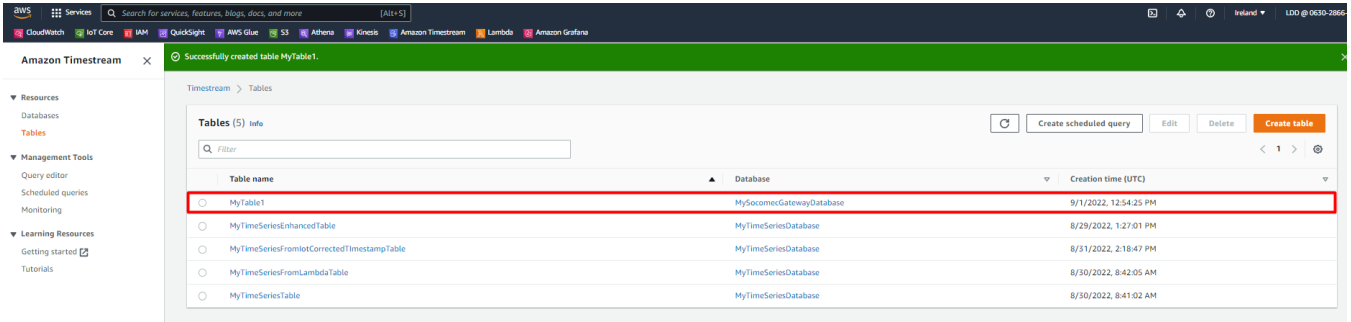 aws Services Search for services, features, blogs, docs, and more [Alt+S] Ireland ▼ LDD @ 0630-2866-
CloudWatch IoT Core IAM QuickSight AWS Glue S3 Athena Kinesis Amazon Timestream Lambda Amazon Grafana
Amazon Timestream
Successfully created table MyTable1.
Resources
Databases
Tables
Management Tools
Query editor
Scheduled queries
Monitoring
Learning Resources
Getting started
Tutorials
Timestream > Tables
Tables (5) Info
Create scheduled query Edit Delete Create table
Filter
< 1 >
Table name Database Creation time (UTC)
MyTable1 MySocomecGatewayDatabase 9/1/2022, 12:54:25 PM
MyTimeSeriesEnhancedTable MyTimeSeriesDatabase 8/29/2022, 1:27:01 PM
MyTimeSeriesFromIotCorrectedTImestampTable MyTimeSeriesDatabase 8/31/2022, 2:18:47 PM
MyTimeSeriesFromLambdaTable MyTimeSeriesDatabase 8/30/2022, 8:42:05 AM
MyTimeSeriesTable MyTimeSeriesDatabase 8/30/2022, 8:41:02 AM